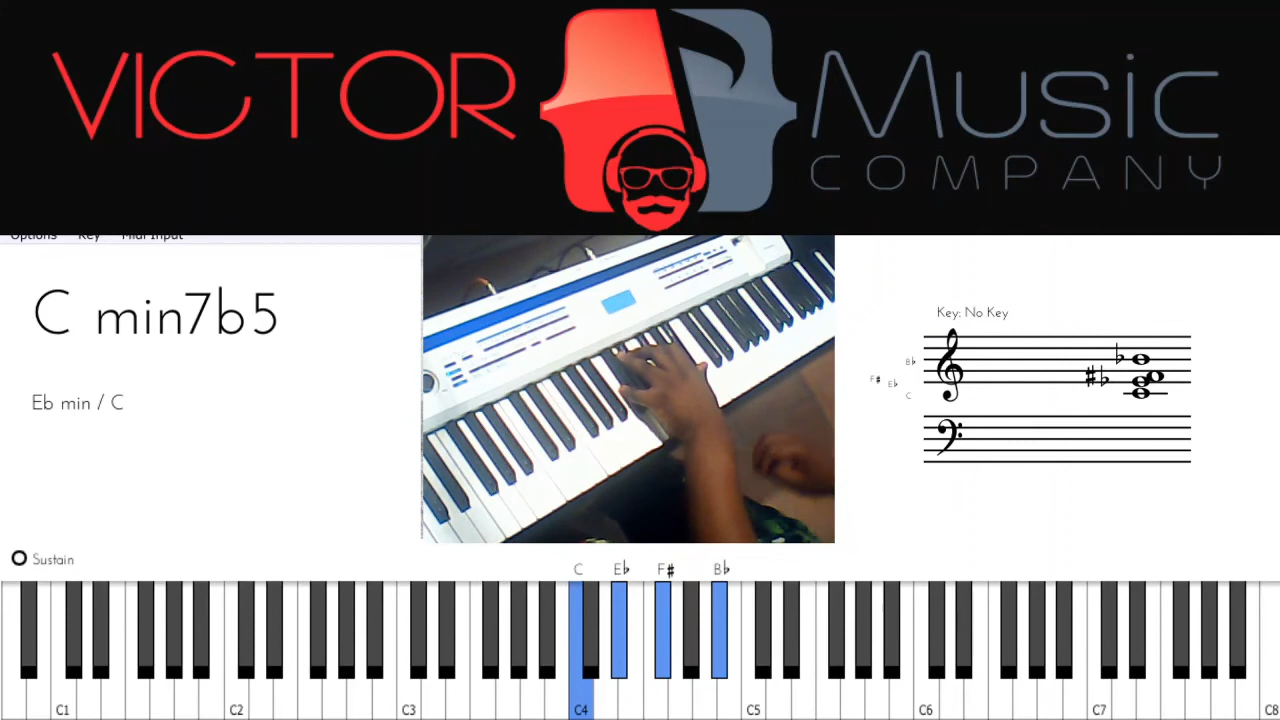 VICTOR Music
COMPANY
Options Key Midi Input
C min7b5
Eb min / C
Key: No Key
B♭
F♯ E♭
C
Sustain
C E♭ F♯ B♭
C1 C2 C3 C4 C5 C6 C7 C8